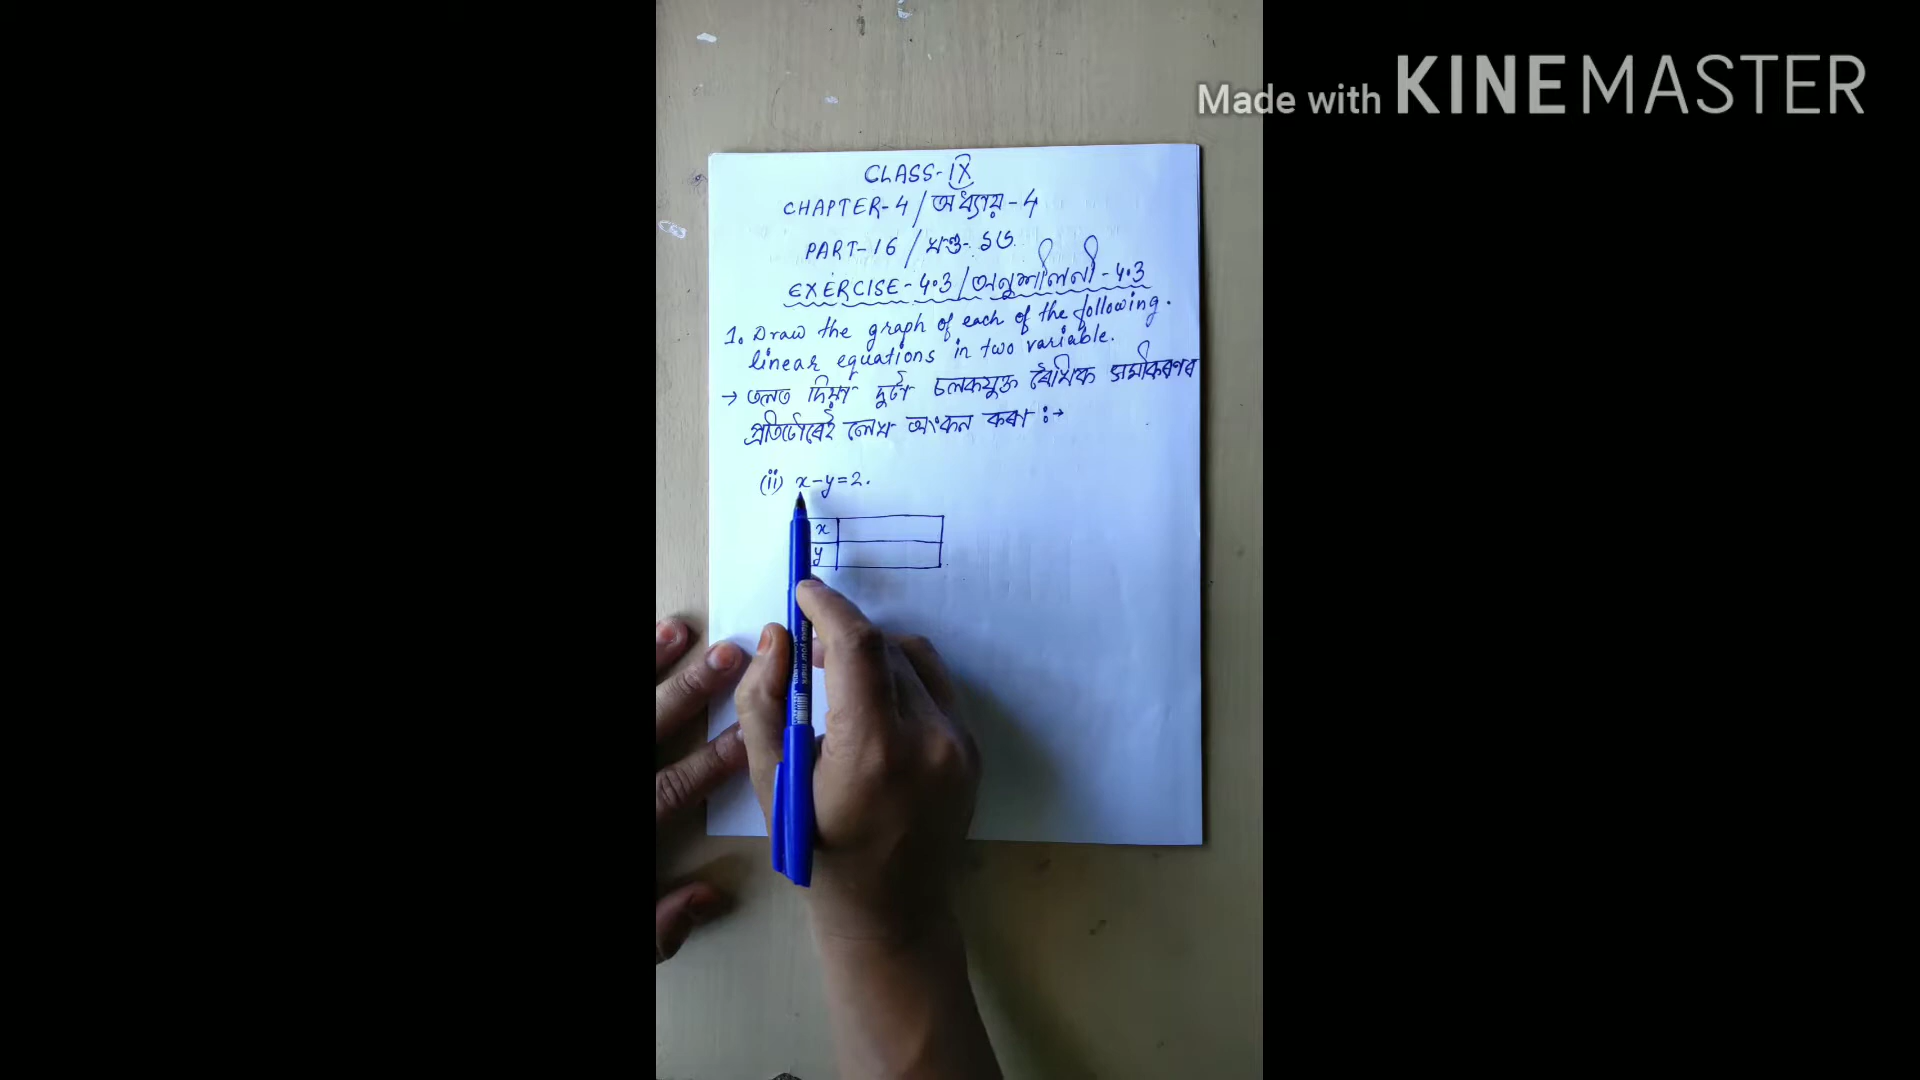 Made with KINEMASTER
CLASS-IX
CHAPTER-4/অধ্যায়-4
PART-16/খণ্ড-১৬
EXERCISE-4.3/অনুশীলনী-4.3
1. Draw the graph of each of the following.
linear equations in two variable.
→ তলত দিয়া দুটা চলকযুক্ত ৰৈখিক সমীকৰণৰ
প্ৰতিটোৰেই লেখ অংকন কৰা :→
(ii) x-y=2.
x
y